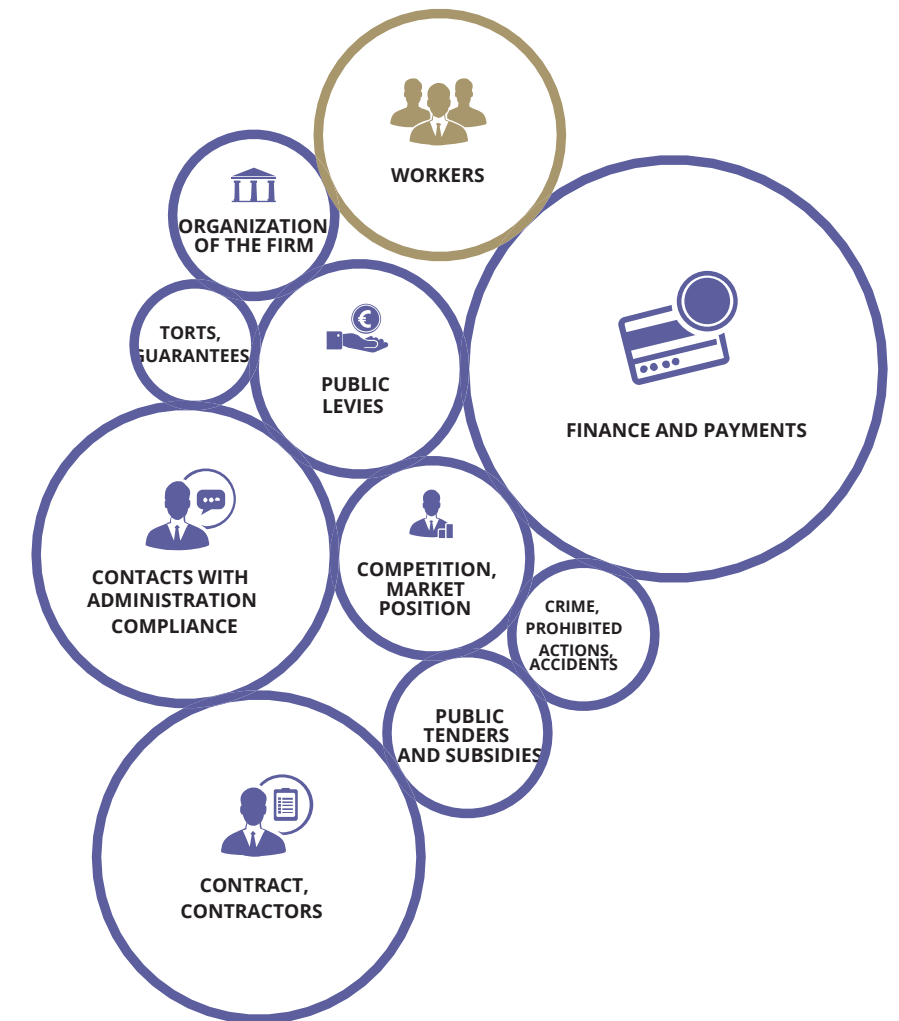 WORKERS
ORGANIZATION
OF THE FIRM
TORTS,
GUARANTEES
PUBLIC
LEVIES
€
FINANCE AND PAYMENTS
CONTACTS WITH
ADMINISTRATION
COMPLIANCE
COMPETITION,
MARKET
POSITION
CRIME,
PROHIBITED
ACTIONS,
ACCIDENTS
PUBLIC
TENDERS
AND SUBSIDIES
CONTRACT,
CONTRACTORS